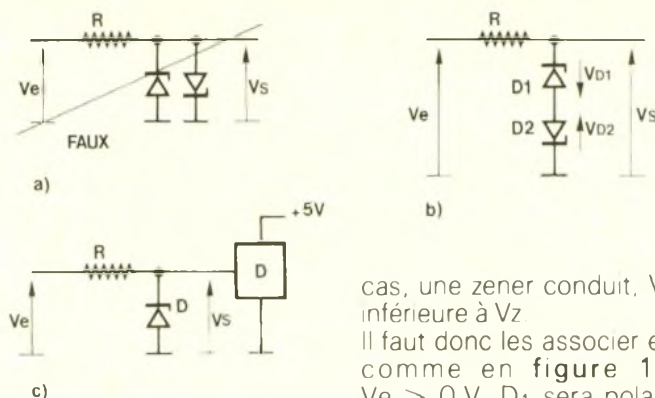 R
Ve
Vs
FAUX
a)
R
D1
VD1
D2
VD2
Ve
Vs
b)
+5V
R
D
Ve
D
Vs
c)
cas, une zener conduit,
inférieure à Vz.
Il faut donc les associer
comme en figure 1
Ve > 0 V, D1 sera